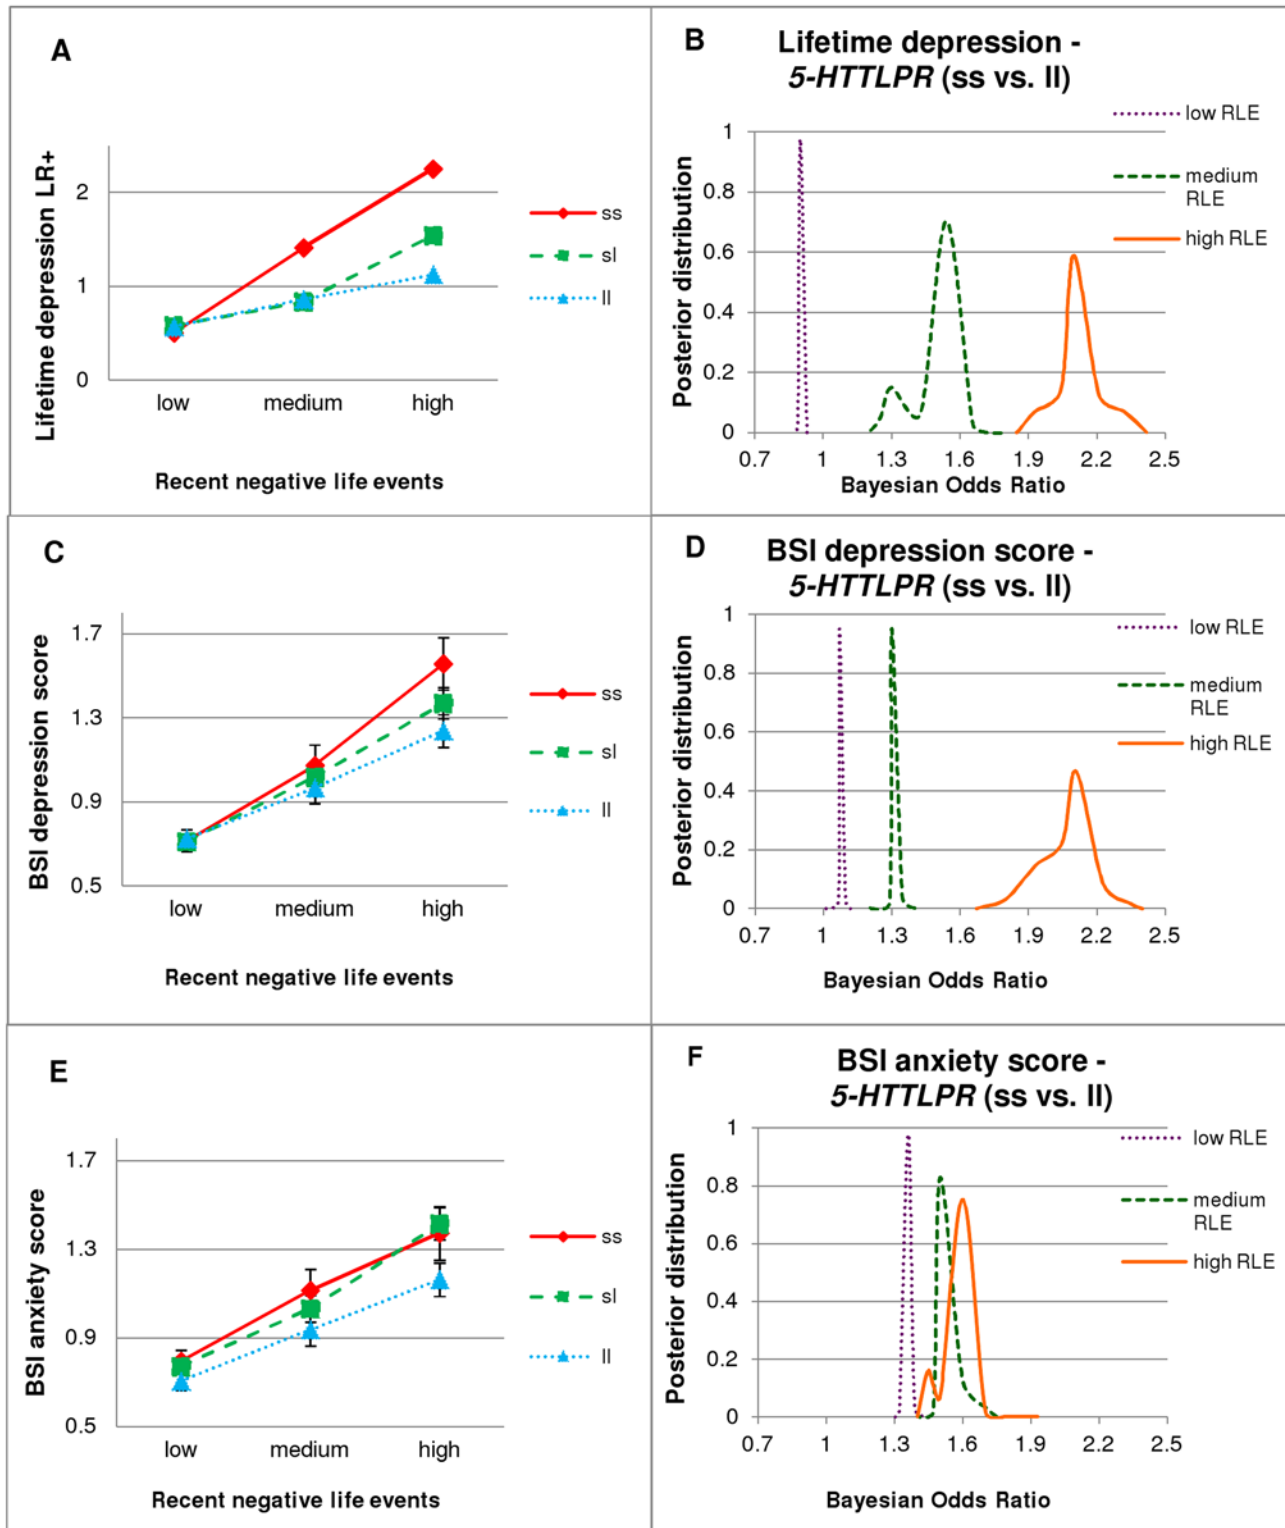 A
Lifetime depression LR+
2
1
0
low medium high
Recent negative life events
ss
sl
ll
B
Lifetime depression -
5-HTTLPR (ss vs. ll)
Posterior distribution
1
0.8
0.6
0.4
0.2
0
0.7 1 1.3 1.6 1.9 2.2 2.5
Bayesian Odds Ratio
low RLE
medium
RLE
high RLE
C
BSI depression score
1.7
1.3
0.9
0.5
low medium high
Recent negative life events
ss
sl
ll
D
BSI depression score -
5-HTTLPR (ss vs. ll)
Posterior distribution
1
0.8
0.6
0.4
0.2
0
0.7 1 1.3 1.6 1.9 2.2 2.5
Bayesian Odds Ratio
low RLE
medium
RLE
high RLE
E
BSI anxiety score
1.7
1.3
0.9
0.5
low medium high
Recent negative life events
ss
sl
ll
F
BSI anxiety score -
5-HTTLPR (ss vs. ll)
Posterior distribution
1
0.8
0.6
0.4
0.2
0
0.7 1 1.3 1.6 1.9 2.2 2.5
Bayesian Odds Ratio
low RLE
medium
RLE
high RLE